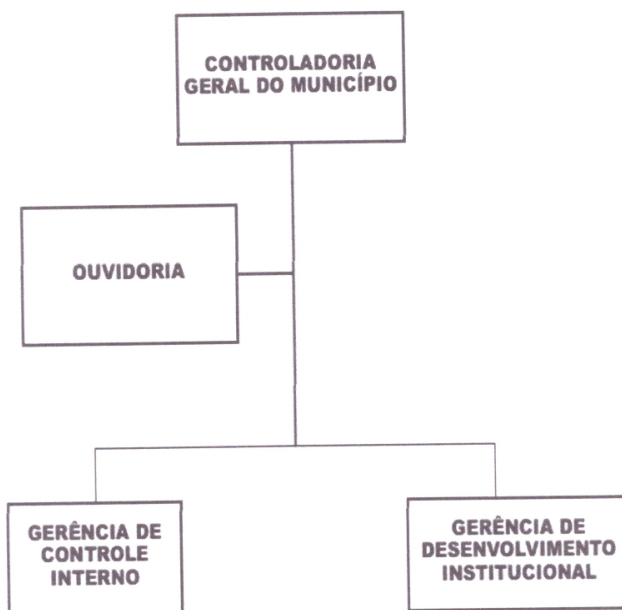 CONTROLADORIA
GERAL DO MUNICÍPIO
OUVIDORIA
GERÊNCIA DE
CONTROLE
INTERNO
GERÊNCIA DE
DESENVOLVIMENTO
INSTITUCIONAL